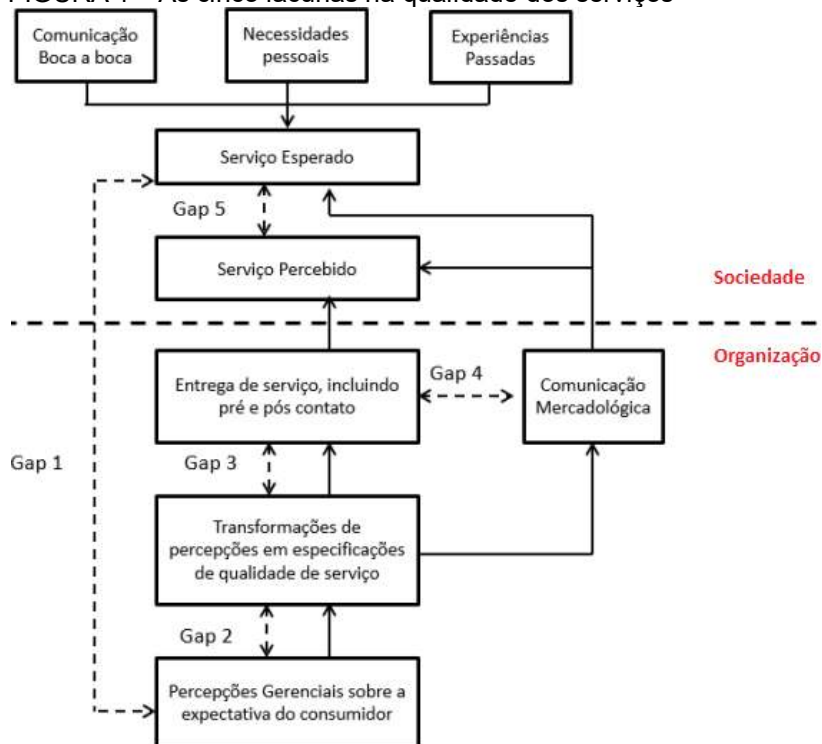 FIGURA – As cinco lacunas na qualidade dos serviços
Comunicação
Boca a boca
Necessidades
pessoais
Experiências
Passadas
Serviço Esperado
Gap 5
Serviço Percebido
Sociedade
Organização
Entrega de serviço, incluindo
pré e pós contato
Gap 4
Comunicação
Mercadológica
Gap 1
Gap 3
Transformações de
percepções em especificações
de qualidade de serviço
Gap 2
Percepções Gerenciais sobre a
expectativa do consumidor